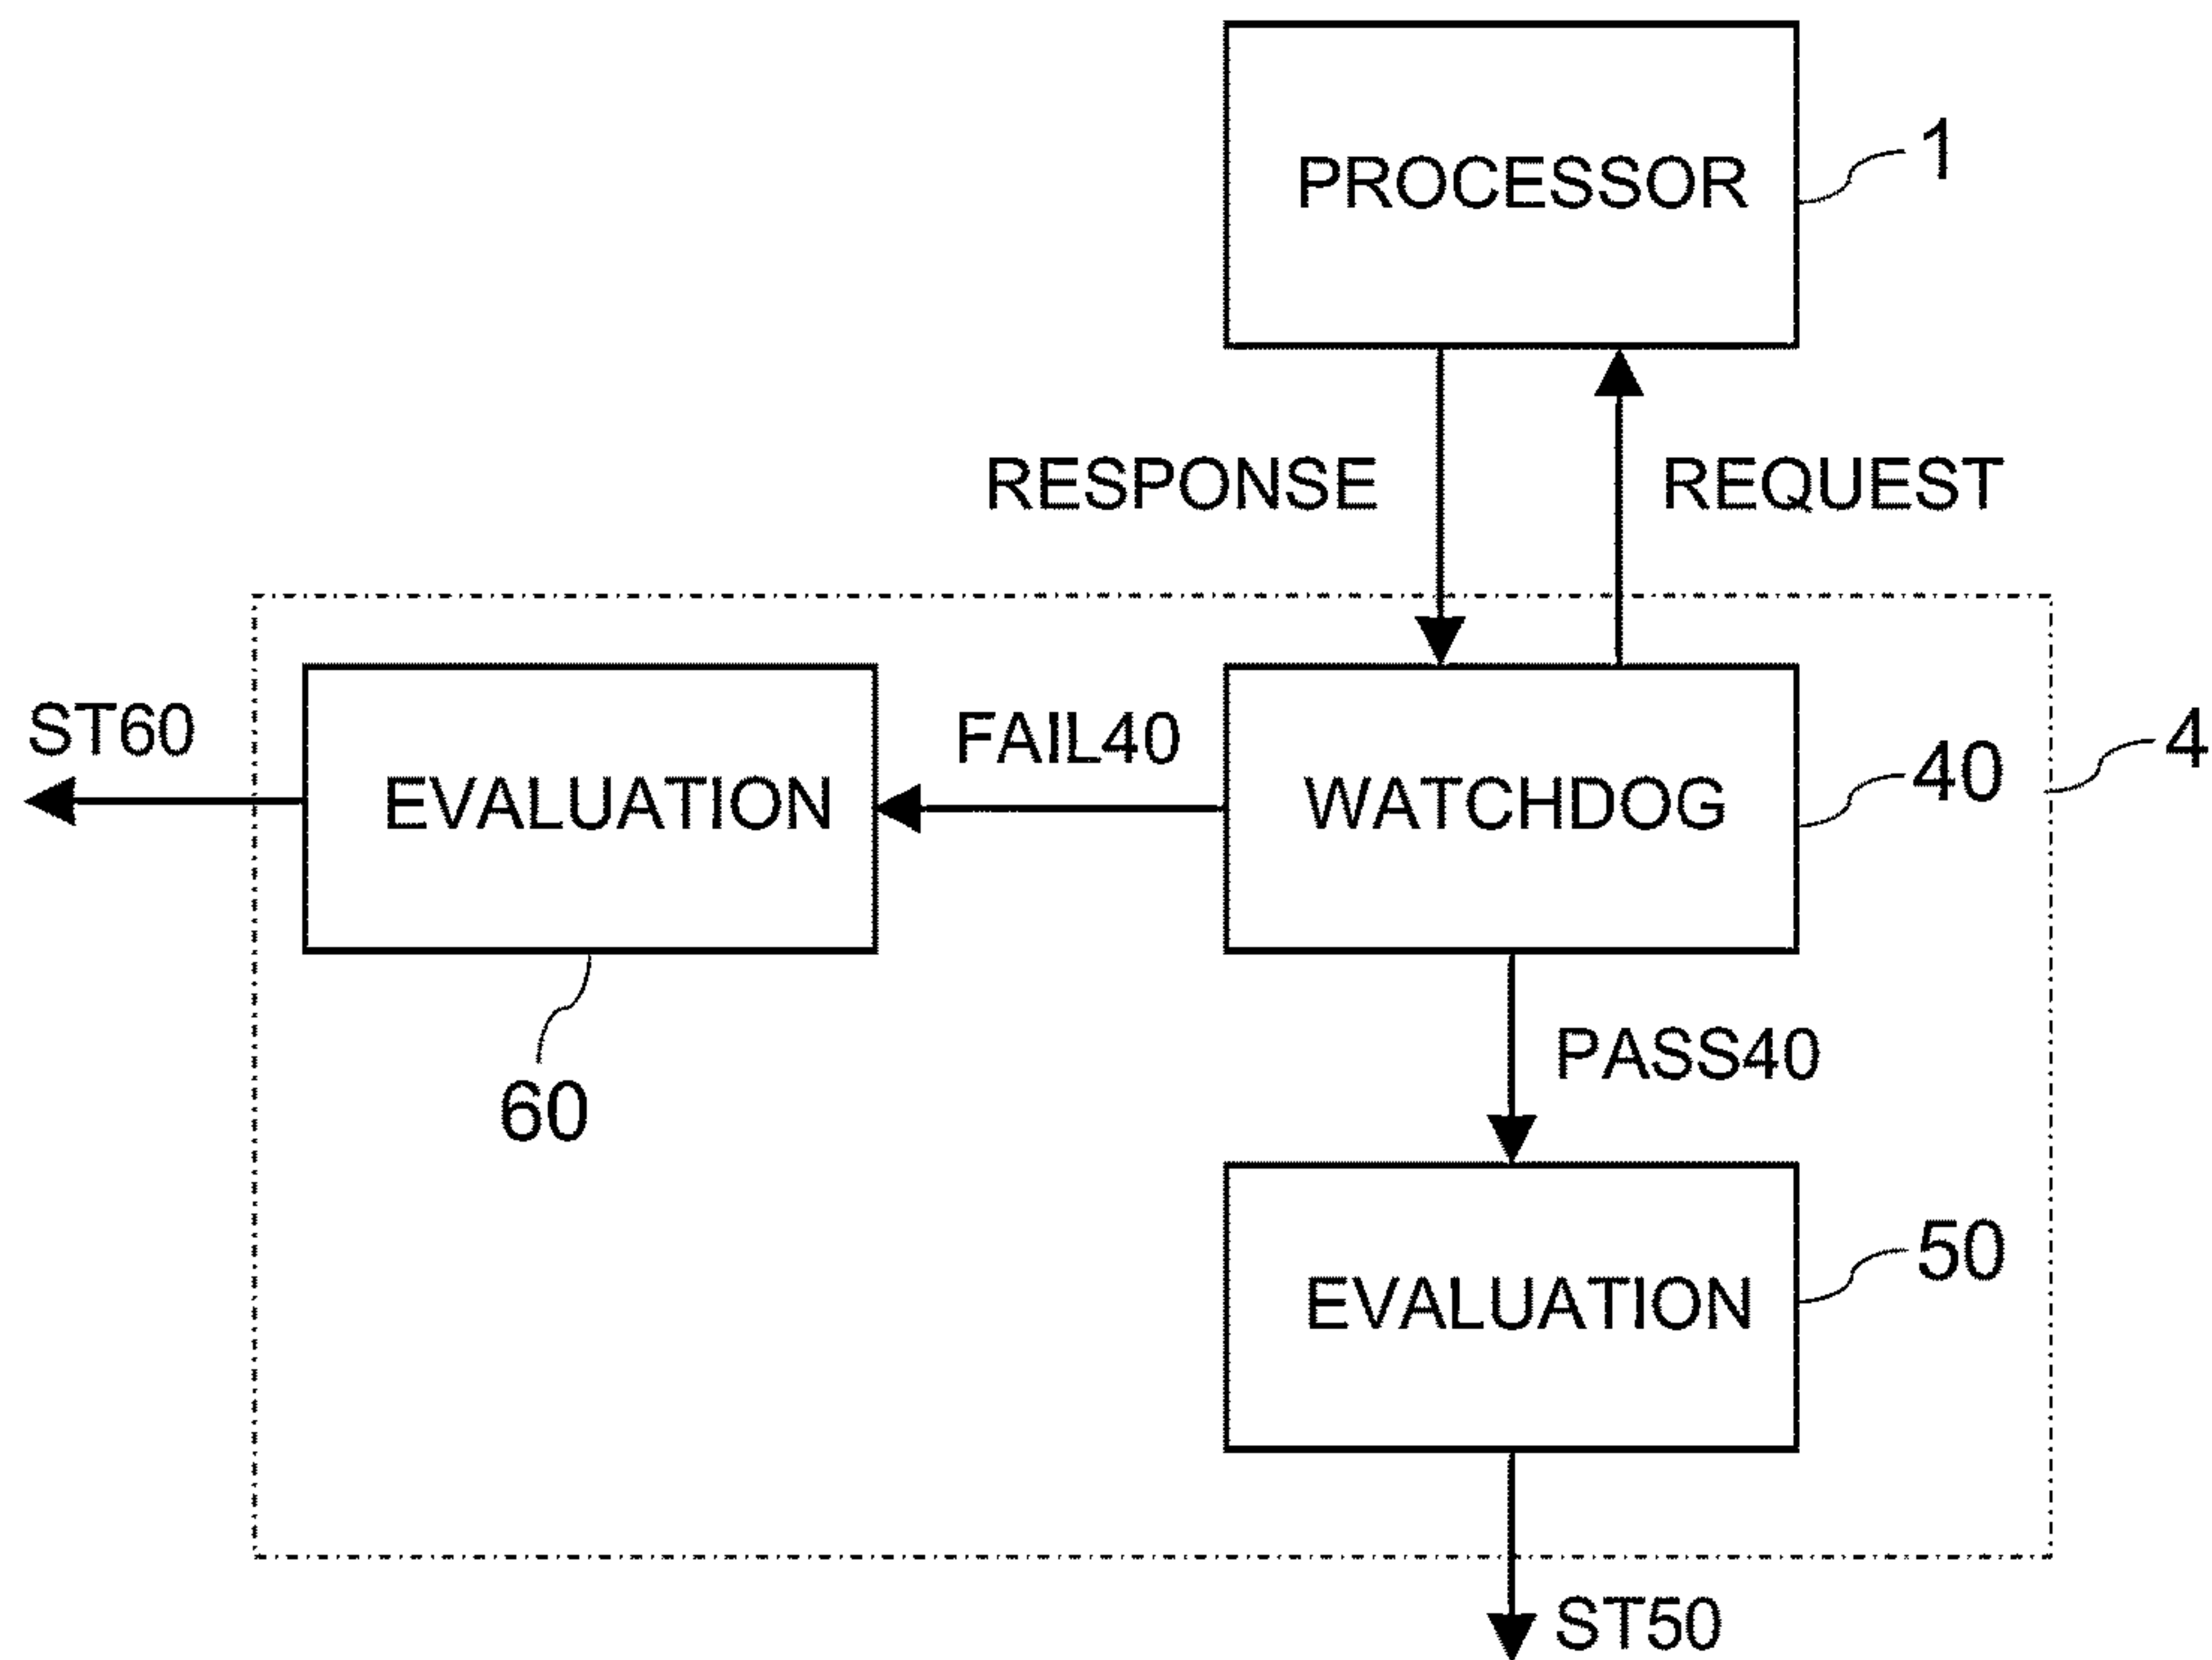 PROCESSOR
1
RESPONSE
REQUEST
ST60
EVALUATION
FAIL40
WATCHDOG
40
4
60
PASS40
EVALUATION
50
ST50